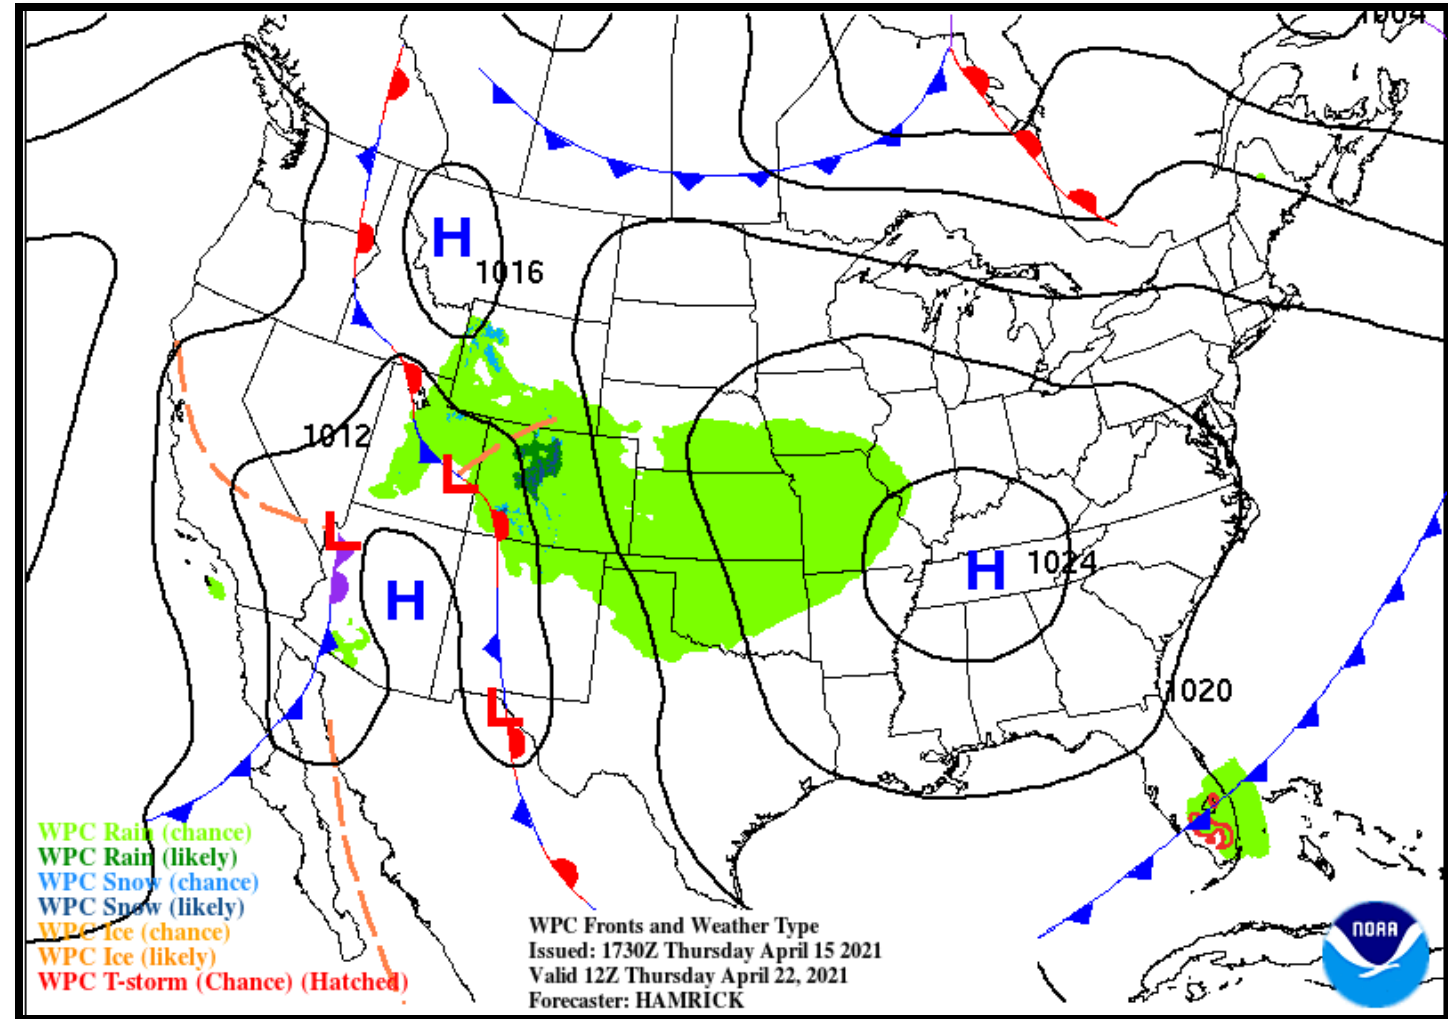 1004
H
1016
1012
L
L
H
H
1024
L
1020
WPC Rain (chance)
WPC Rain (likely)
WPC Snow (chance)
WPC Snow (likely)
WPC Ice (chance)
WPC Ice (likely)
WPC T-storm (Chance) (Hatched)
WPC Fronts and Weather Type
Issued: 1730Z Thursday April 15 2021
Valid 12Z Thursday April 22, 2021
Forecaster: HAMRICK
NOAA